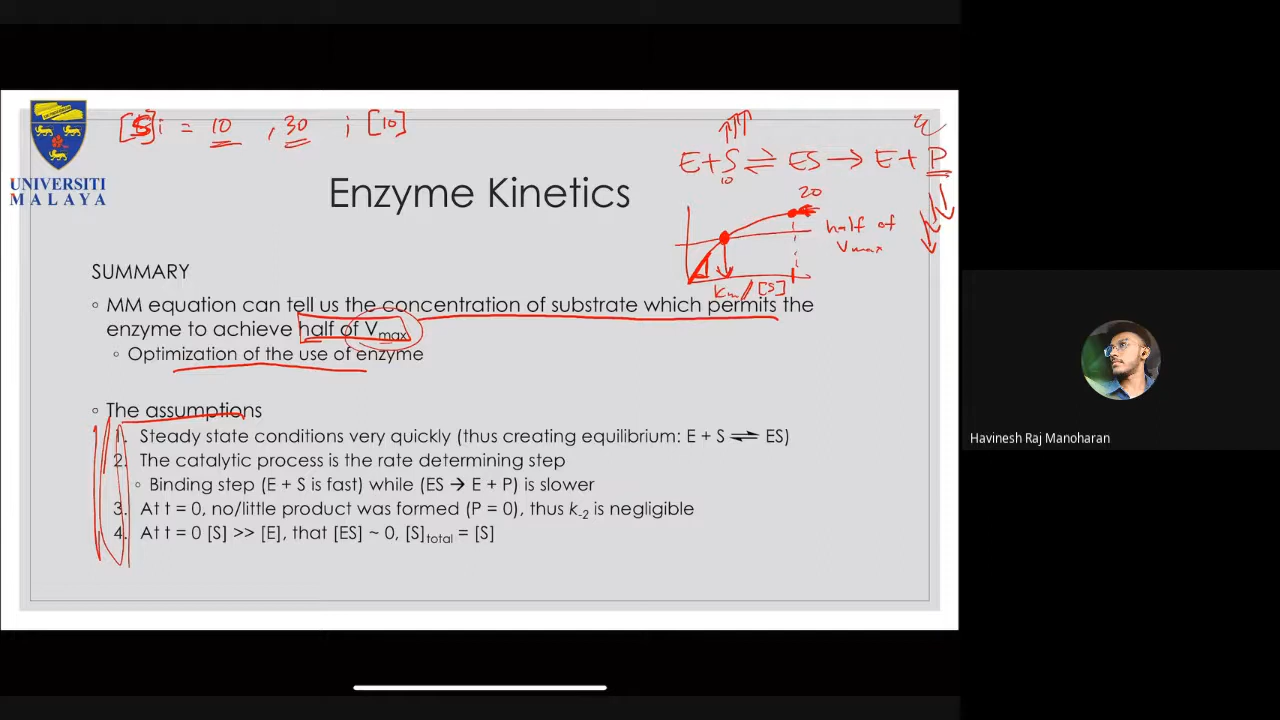 [S]i = 10 , 30 ; [10]
E+S ⇌ ES → E+ P
10
UNIVERSITI
MALAYA
Enzyme Kinetics
20
half of
Vmax
Km / [S]
SUMMARY
◦ MM equation can tell us the concentration of substrate which permits the
enzyme to achieve half of Vmax
◦ Optimization of the use of enzyme
◦ The assumptions
1. Steady state conditions very quickly (thus creating equilibrium: E + S ⇌ ES)
2. The catalytic process is the rate determining step
◦ Binding step (E + S is fast) while (ES → E + P) is slower
3. At t = 0, no/little product was formed (P = 0), thus k-2 is negligible
4. At t = 0 [S] >> [E], that [ES] ~ 0, [S]total = [S]
Havinesh Raj Manoharan